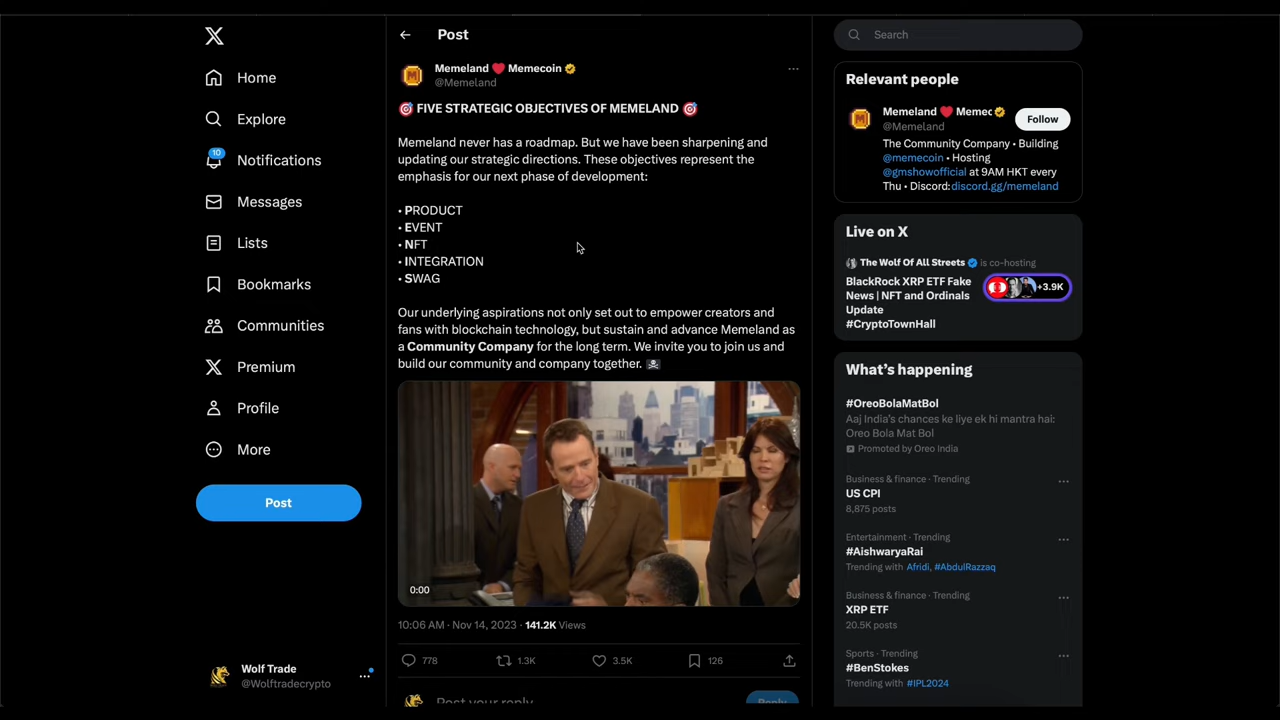 Post
Search
Memeland ❤️ Memecoin
@Memeland
🎯 FIVE STRATEGIC OBJECTIVES OF MEMELAND 🎯
Memeland never has a roadmap. But we have been sharpening and
updating our strategic directions. These objectives represent the
emphasis for our next phase of development:
• PRODUCT
• EVENT
• NFT
• INTEGRATION
• SWAG
Our underlying aspirations not only set out to empower creators and
fans with blockchain technology, but sustain and advance Memeland as
a Community Company for the long term. We invite you to join us and
build our community and company together. 🏴‍☠️
0:00
10:06 AM · Nov 14, 2023 · 141.2K Views
778 1.3K 3.5K 126
Post your reply
Reply
Home
Explore
10
Notifications
Messages
Lists
Bookmarks
Communities
Premium
Profile
More
Post
Wolf Trade
@Wolftradecrypto
Relevant people
Memeland ❤️ Memec
@Memeland
Follow
The Community Company • Building
@memecoin • Hosting
@gmshowofficial at 9AM HKT every
Thu • Discord:discord.gg/memeland
Live on X
The Wolf Of All Streets is co-hosting
BlackRock XRP ETF Fake
News | NFT and Ordinals
Update
#CryptoTownHall
+3.9K
What's happening
#OreoBolaMatBol
Aaj India's chances ke liye ek hi mantra hai:
Oreo Bola Mat Bol
Promoted by Oreo India
Business & finance · Trending
US CPI
8,875 posts
Entertainment · Trending
#AishwaryaRai
Trending with Afridi, #AbdulRazzaq
Business & finance · Trending
XRP ETF
20.5K posts
Sports · Trending
#BenStokes
Trending with #IPL2024